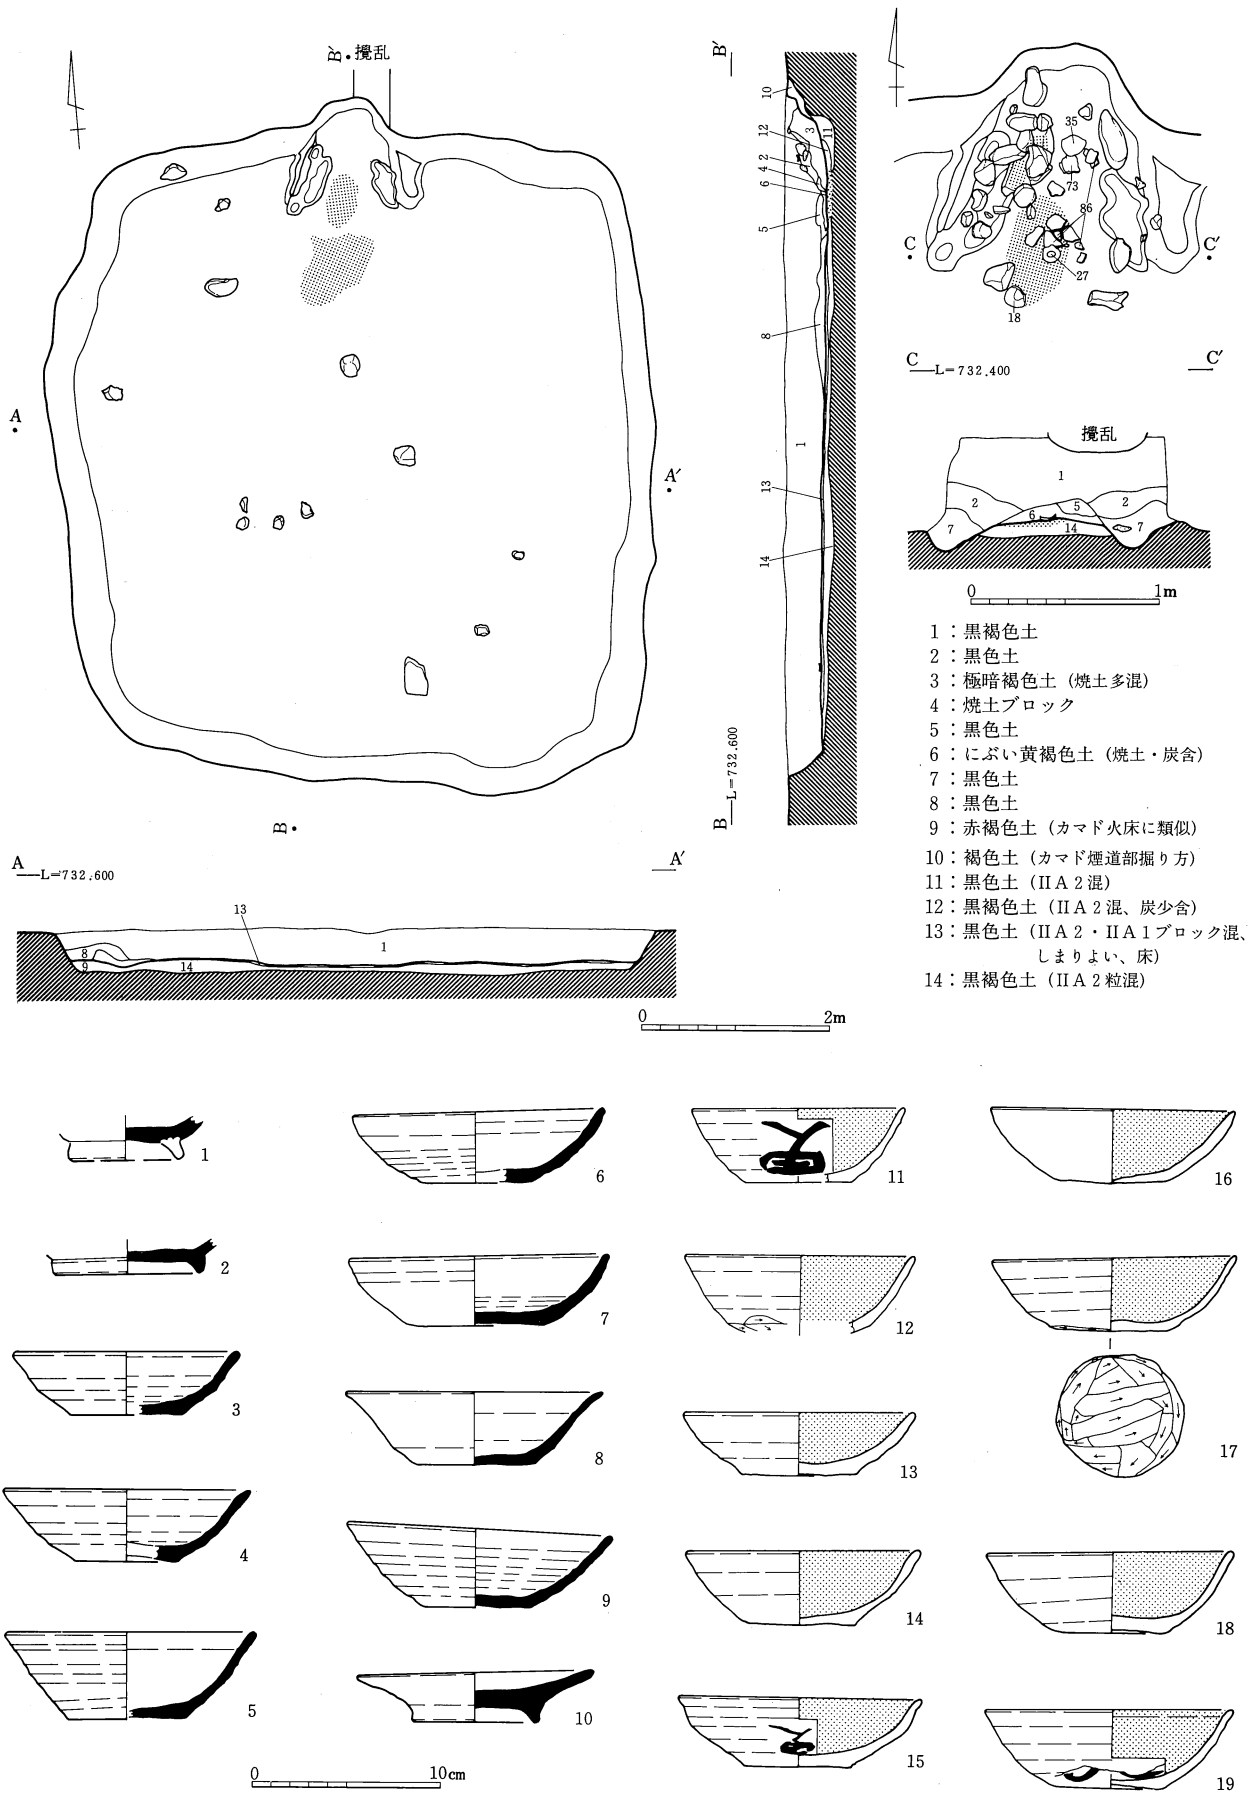 B′ 攪乱
A
A′
B
B′
10
3
11
12
2
4
6
5
8
1
13
14
B L=732.600
35
73
86
C
C′
27
18
C L=732.400 C′
攪乱
1
2
5
2
6
7
14
7
0 1m
1：黒褐色土
2：黒色土
3：極暗褐色土（焼土多混）
4：焼土ブロック
5：黒色土
6：にぶい黄褐色土（焼土・炭含）
7：黒色土
8：黒色土
9：赤褐色土（カマド火床に類似）
10：褐色土（カマド煙道部掘り方）
11：黒色土（ⅡA2混）
12：黒褐色土（ⅡA2混、炭少含）
13：黒色土（ⅡA2・ⅡA1ブロック混、
しまりよい、床）
14：黒褐色土（ⅡA2粒混）
A L=732.600 A′
13
1
8
9
14
0 2m
1
2
3
4
5
6
7
8
9
10
11
12
13
14
15
16
17
18
19
0 10cm